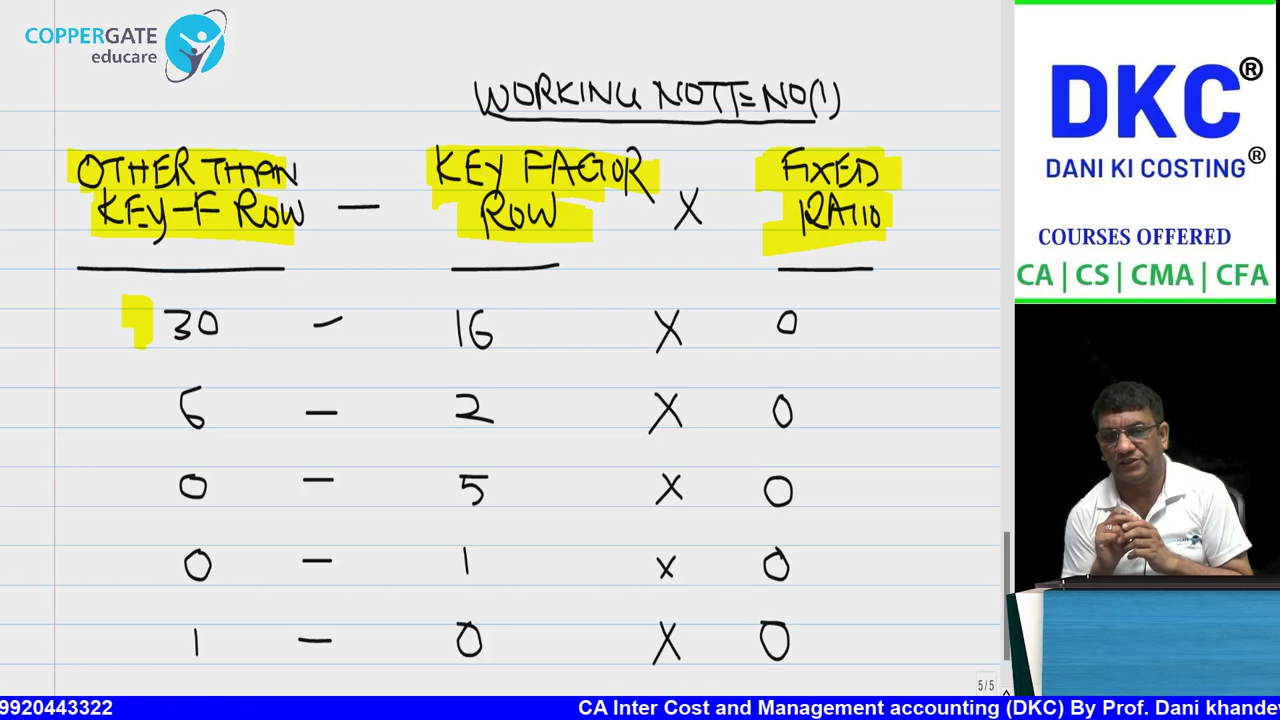 COPPERGATE
educare
WORKING NOTE NO(1)
OTHER THAN
KEY-F ROW —
KEY FACTOR
ROW X
FIXED
RATIO
30 – 16 X 0
6 – 2 X 0
0 – 5 X 0
0 – 1 X 0
1 – 0 X 0
5/5
DKC®
DANI KI COSTING®
COURSES OFFERED
CA | CS | CMA | CFA
9920443322
CA Inter Cost and Management accounting (DKC) By Prof. Dani khande